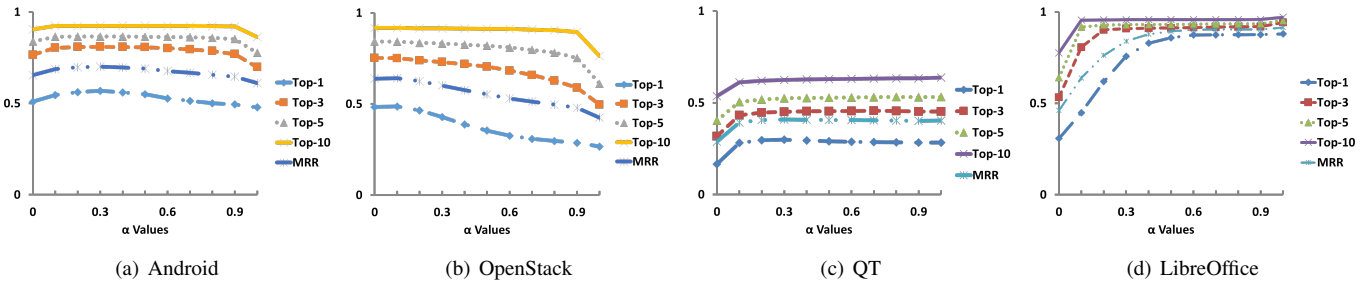 1
0.5
0
0 0.3 0.6 0.9
α Values
Top-1
Top-3
Top-5
Top-10
MRR
(a) Android
1
0.5
0
0 0.3 0.6 0.9
α Values
Top-1
Top-3
Top-5
Top-10
MRR
(b) OpenStack
1
0.5
0
0 0.3 0.6 0.9
α Values
Top-1
Top-3
Top-5
Top-10
MRR
(c) QT
1
0.5
0
0 0.3 0.6 0.9
α Values
Top-1
Top-3
Top-5
Top-10
MRR
(d) LibreOffice